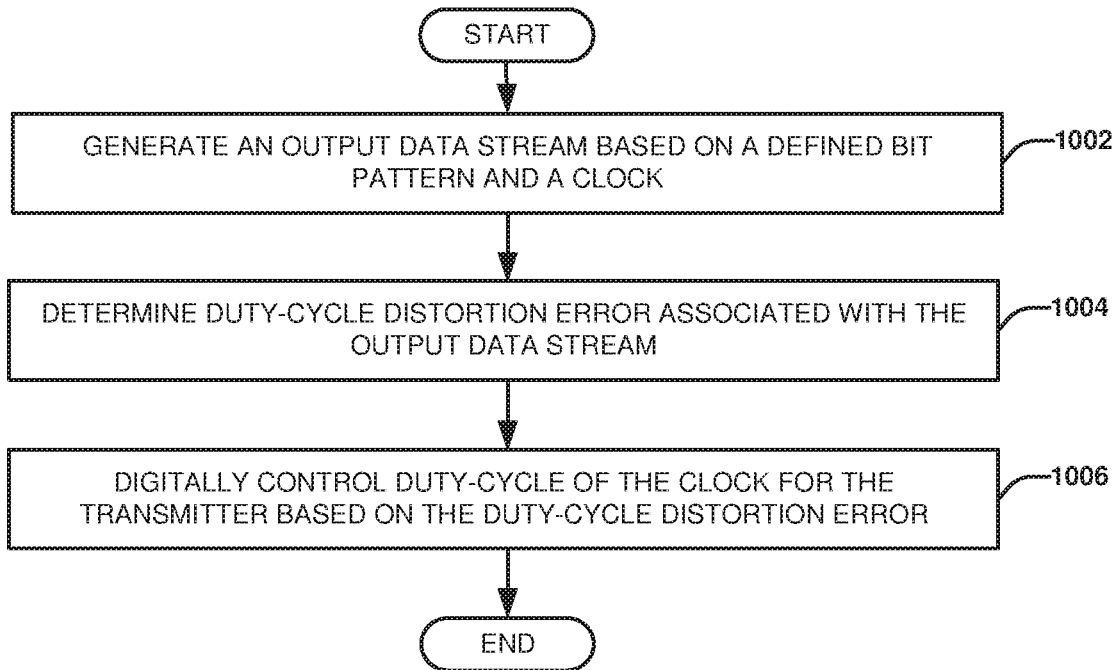 START
GENERATE AN OUTPUT DATA STREAM BASED ON A DEFINED BIT
PATTERN AND A CLOCK
1002
DETERMINE DUTY-CYCLE DISTORTION ERROR ASSOCIATED WITH THE
OUTPUT DATA STREAM
1004
DIGITALLY CONTROL DUTY-CYCLE OF THE CLOCK FOR THE
TRANSMITTER BASED ON THE DUTY-CYCLE DISTORTION ERROR
1006
END